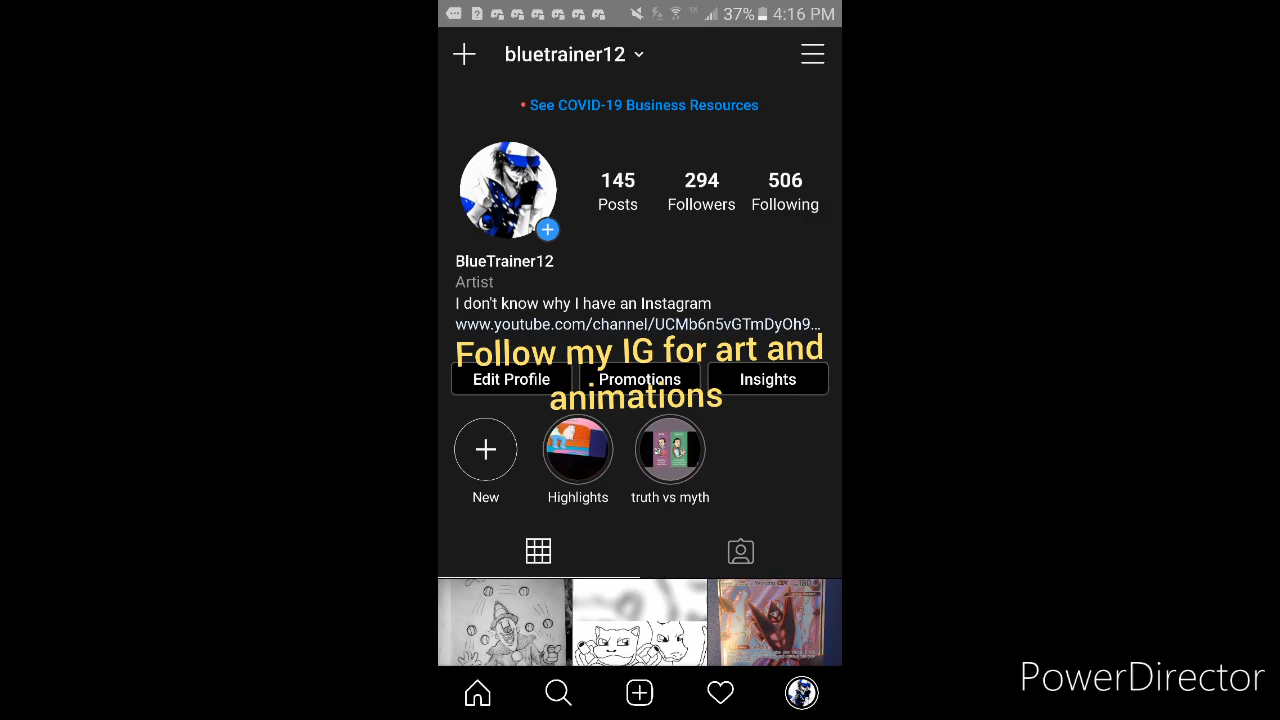 37% 4:16 PM
bluetrainer12
• See COVID-19 Business Resources
145 294 506
Posts Followers Following
BlueTrainer12
Artist
I don't know why I have an Instagram
www.youtube.com/channel/UCMb6n5vGTmDyOh9...
Follow my IG for art and
animations
Edit Profile Promotions Insights
New Highlights truth vs myth
180
PowerDirector